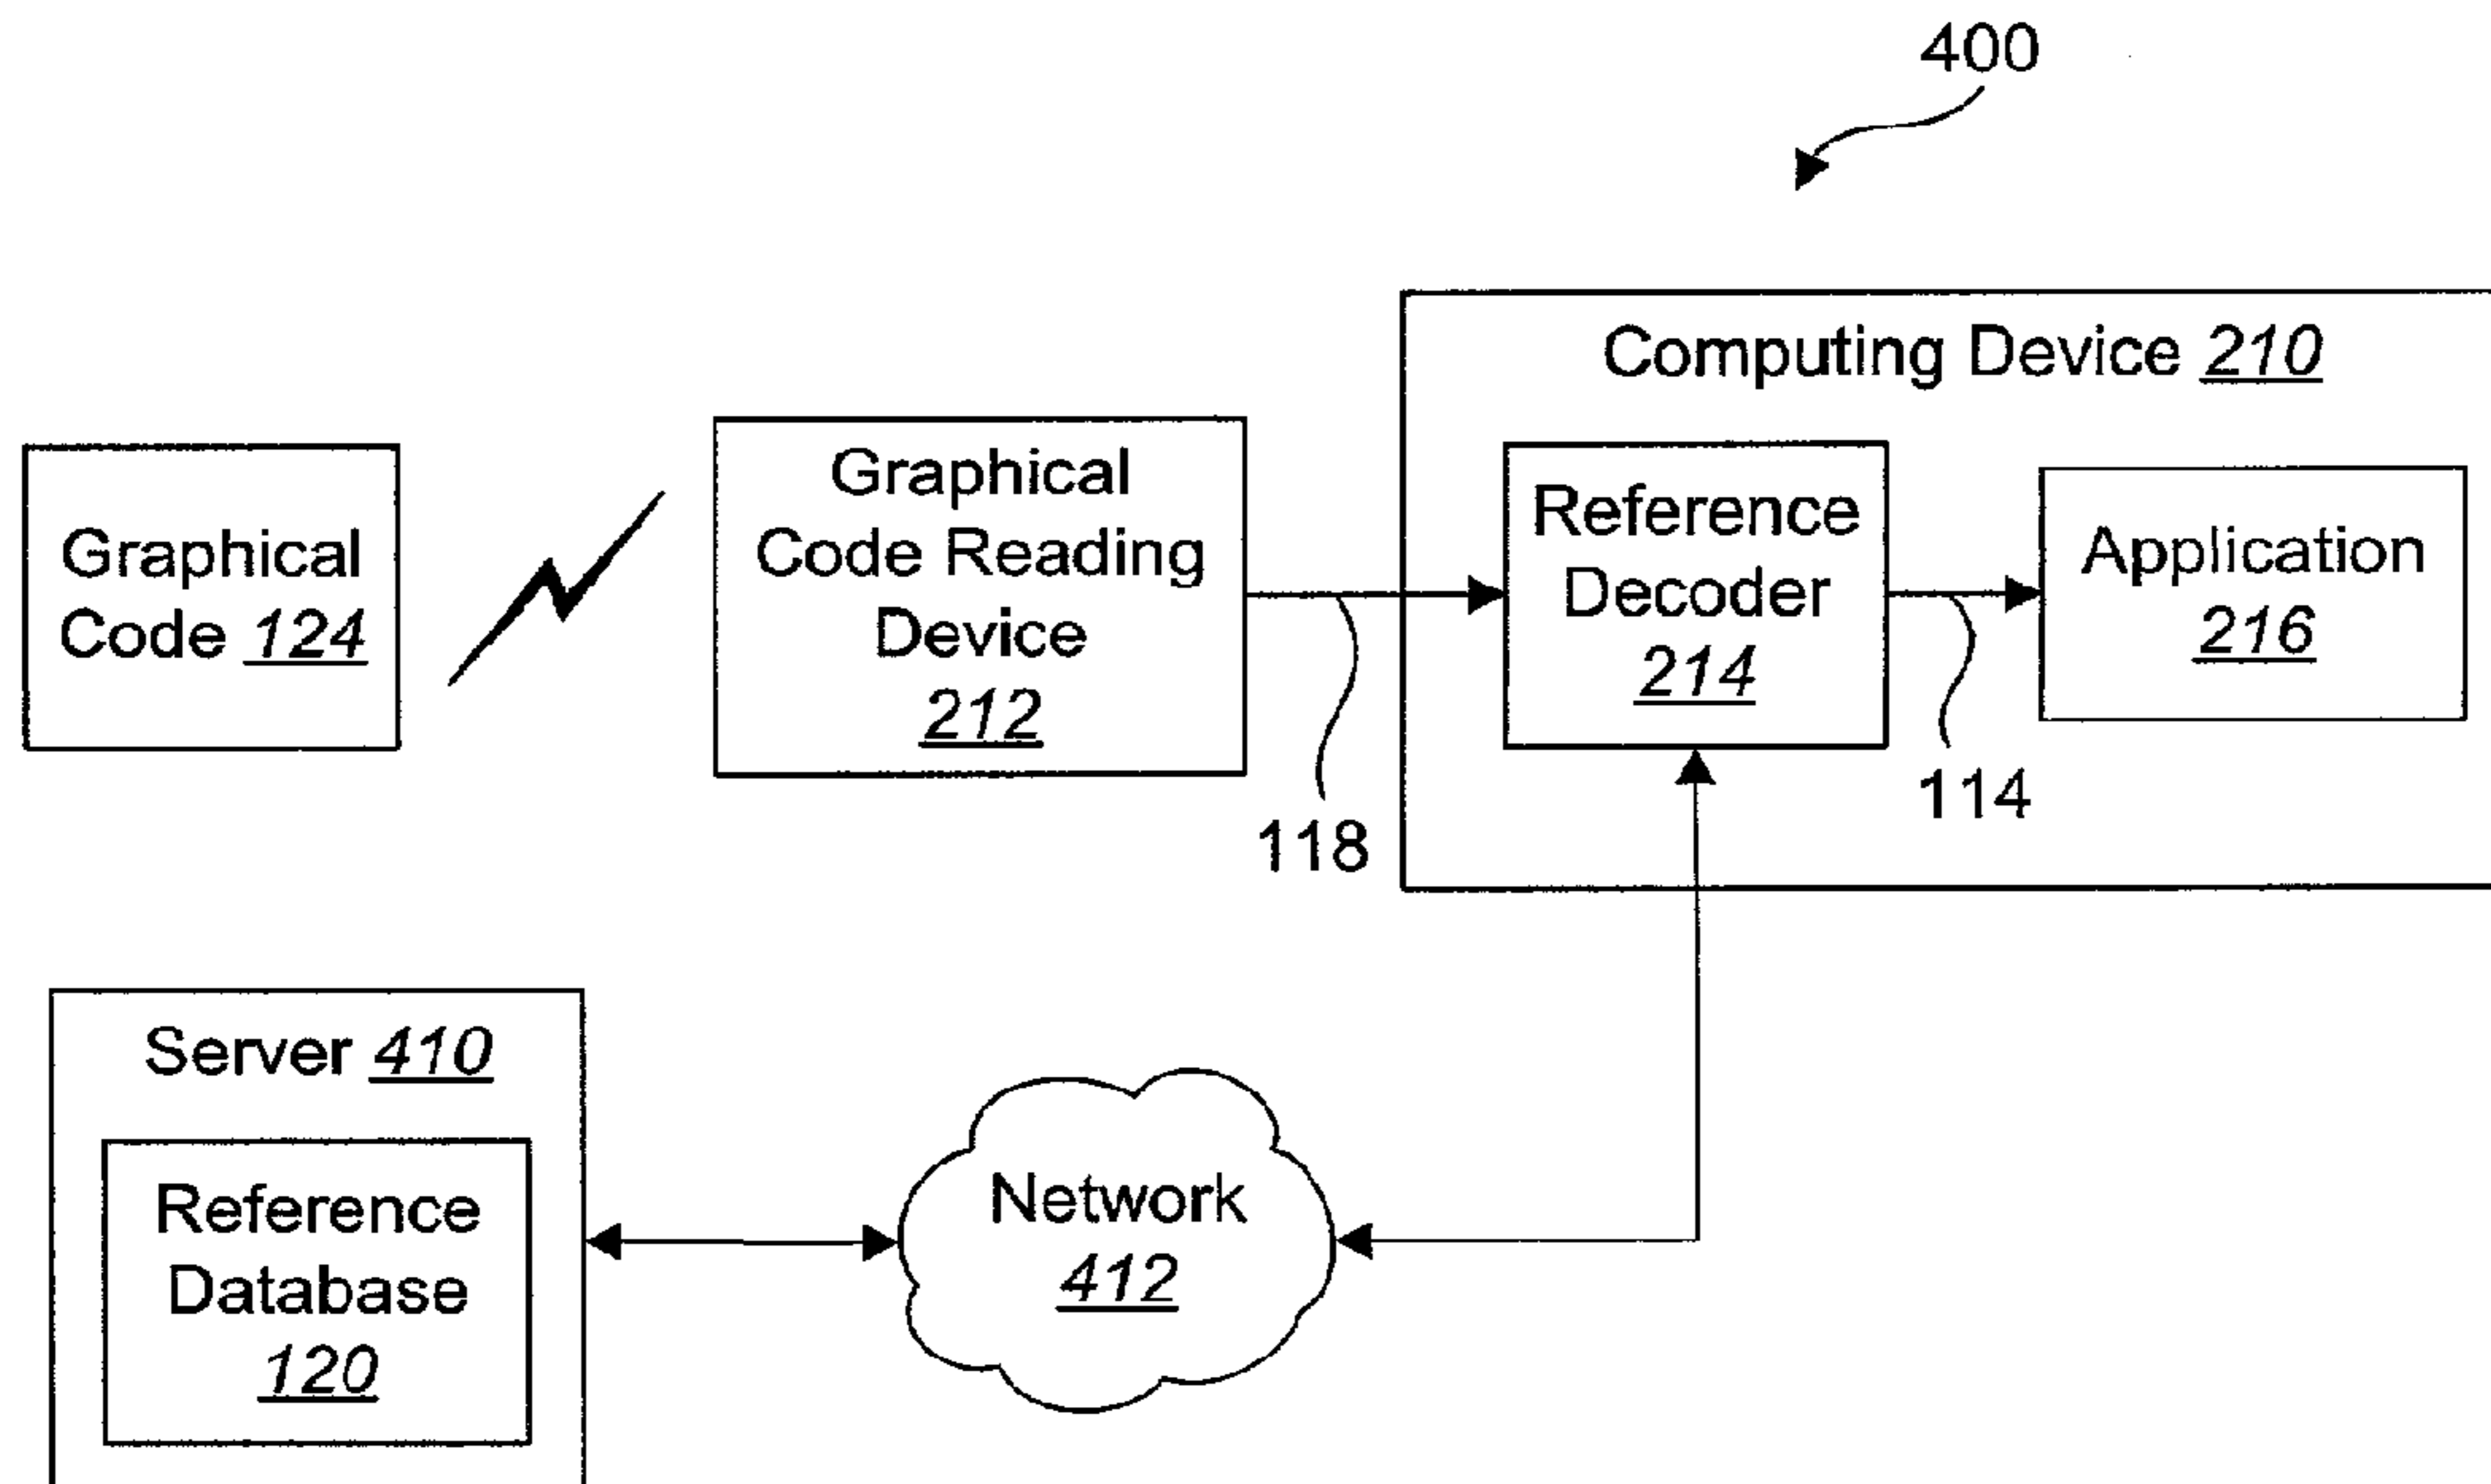 400
Computing Device 210
Graphical
Code 124
Graphical
Code Reading
Device
212
Reference
Decoder
214
Application
216
118
114
Server 410
Reference
Database
120
Network
412